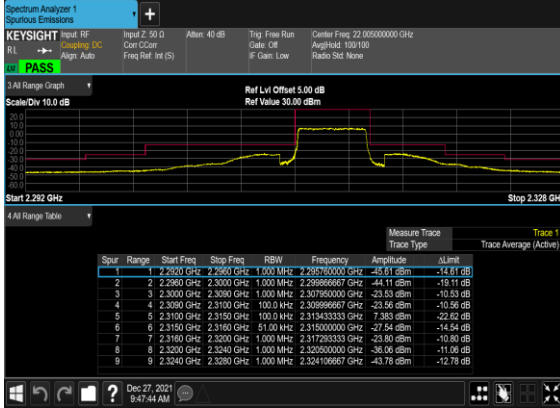 Spectrum Analyzer 1
Spurious Emissions
+
KEYSIGHT Input: RF Input Z: 50 Ω Atten: 40 dB Trig: Free Run Center Freq: 22.005000000 GHz
RL Coupling: DC Corr CCorr Gate: Off Avg|Hold: 100/100
Align: Auto Freq Ref: Int (S) IF Gain: Low Radio Std: None
PASS
3 All Range Graph
Ref Lvl Offset 5.00 dB
Scale/Div 10.0 dB Ref Value 30.00 dBm
20.0
10.0
0.00
-10.0
-20.0
-30.0
-40.0
-50.0
-60.0
Start 2.292 GHz Stop 2.328 GH
4 All Range Table
Measure Trace Trace 1
Trace Type Trace Average (Active)
Spur Range Start Freq Stop Freq RBW Frequency Amplitude ΔLimit
1 1 2.2920 GHz 2.2960 GHz 1.000 MHz 2.295760000 GHz -45.61 dBm -14.61 dB
2 2 2.2960 GHz 2.3000 GHz 1.000 MHz 2.299866667 GHz -44.11 dBm -19.11 dB
3 3 2.3000 GHz 2.3090 GHz 1.000 MHz 2.307950000 GHz -23.53 dBm -10.53 dB
4 4 2.3090 GHz 2.3100 GHz 100.0 kHz 2.309996667 GHz -23.56 dBm -10.56 dB
5 5 2.3100 GHz 2.3150 GHz 100.0 kHz 2.313433333 GHz 7.383 dBm -22.62 dB
6 6 2.3150 GHz 2.3160 GHz 51.00 kHz 2.315000000 GHz -27.54 dBm -14.54 dB
7 7 2.3160 GHz 2.3200 GHz 1.000 MHz 2.317293333 GHz -23.80 dBm -10.80 dB
8 8 2.3200 GHz 2.3240 GHz 1.000 MHz 2.320500000 GHz -36.06 dBm -11.06 dB
9 9 2.3240 GHz 2.3280 GHz 1.000 MHz 2.324106667 GHz -43.78 dBm -12.78 dB
?
Dec 27, 2021
9:47:44 AM